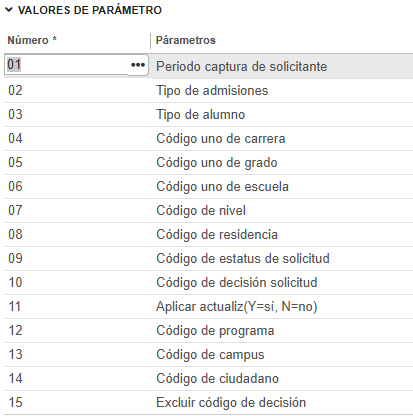 VALORES DE PARÁMETRO
Número * Párametros
01 ••• Periodo captura de solicitante
02 Tipo de admisiones
03 Tipo de alumno
04 Código uno de carrera
05 Código uno de grado
06 Código uno de escuela
07 Código de nivel
08 Código de residencia
09 Código de estatus de solicitud
10 Código de decisión solicitud
11 Aplicar actualiz(Y=sí, N=no)
12 Código de programa
13 Código de campus
14 Código de ciudadano
15 Excluir código de decisión